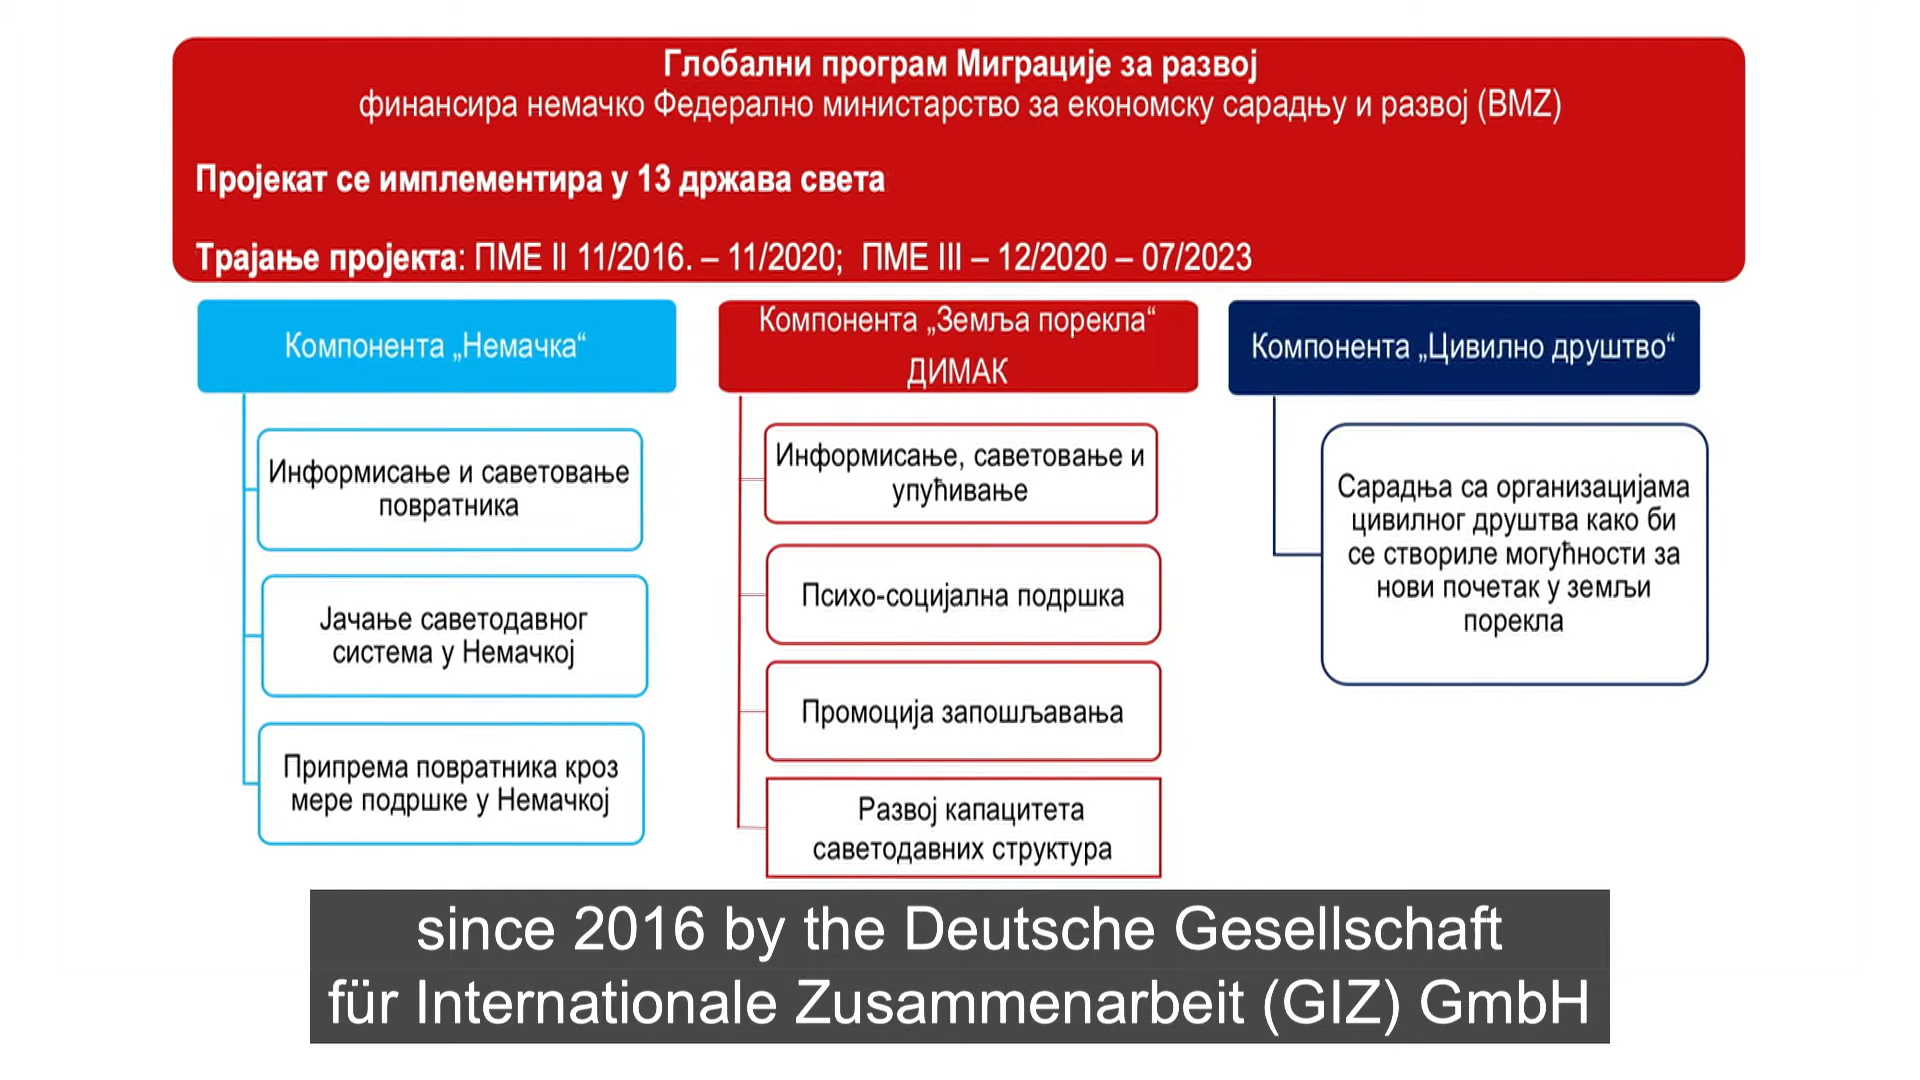 Глобални програм Миграције за развој
финансира немачко Федерално министарство за економску сарадњу и развој (BMZ)
Пројекат се имплементира у 13 држава света
Трајање пројекта: ПМЕ II 11/2016. – 11/2020;  ПМЕ III – 12/2020 – 07/2023
Компонента „Немачка“
Информисање и саветовање
повратника
Јачање саветодавног
система у Немачкој
Припрема повратника кроз
мере подршке у Немачкој
Компонента „Земља порекла“
ДИМАК
Информисање, саветовање и
упућивање
Психо-социјална подршка
Промоција запошљавања
Развој капацитета
саветодавних структура
Компонента „Цивилно друштво“
Сарадња са организацијама
цивилног друштва како би
се створиле могућности за
нови почетак у земљи
порекла
since 2016 by the Deutsche Gesellschaft
für Internationale Zusammenarbeit (GIZ) GmbH